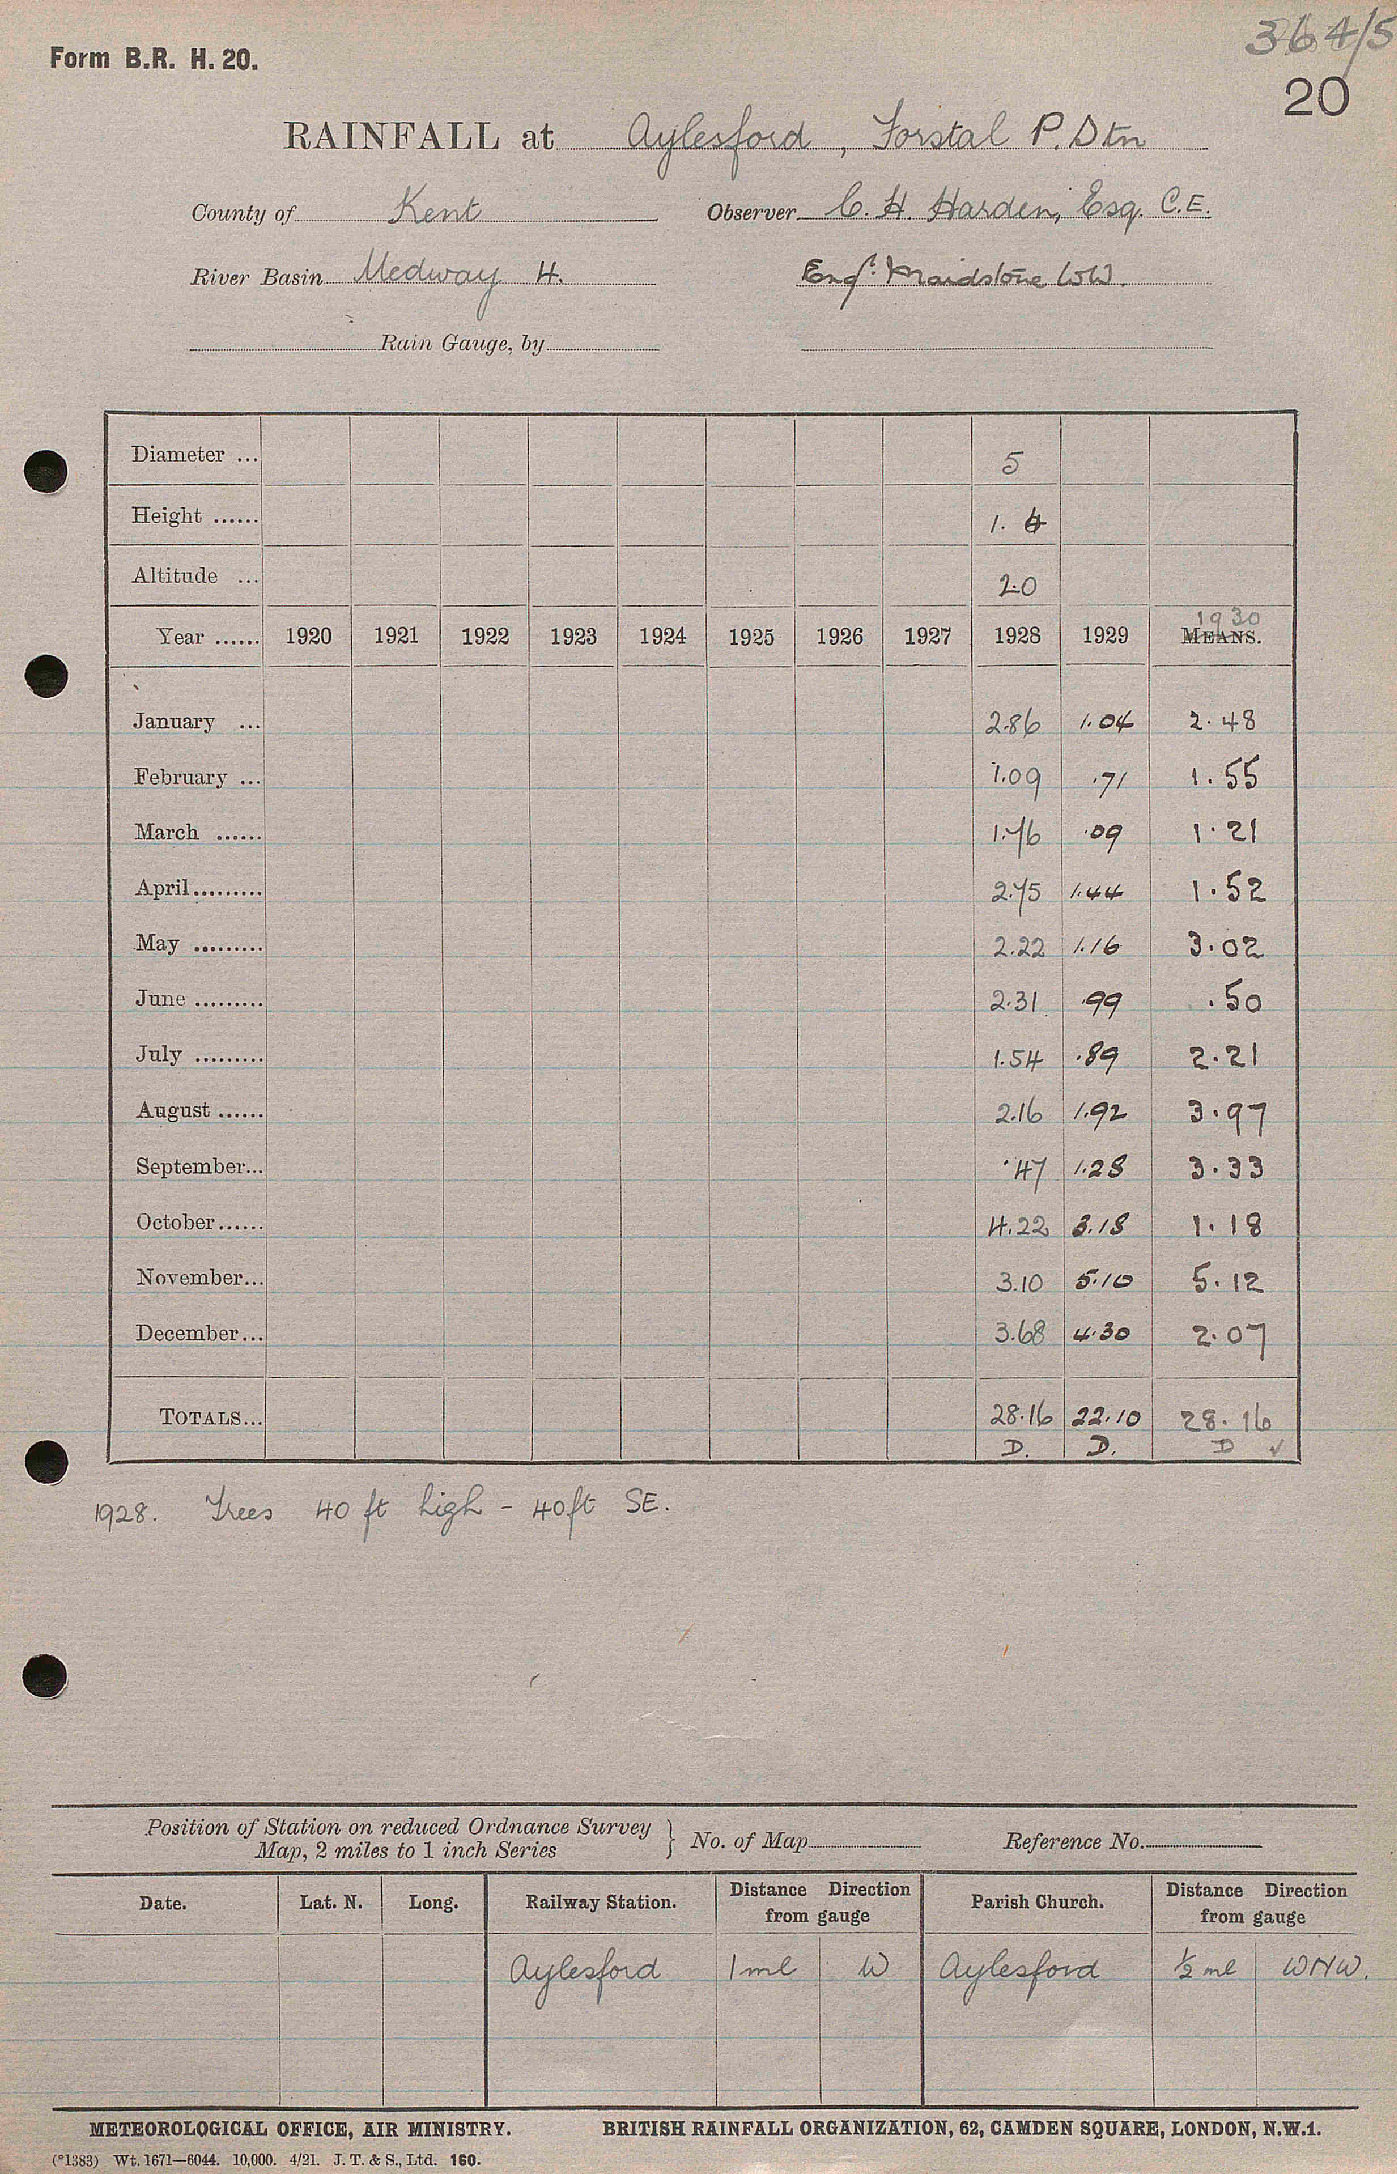 364/5
Form B.R. H. 20.
20
RAINFALL at Aylesford, Forstal P. Stn
County of Kent Observer C. H. Harden, Esq. C.E.
River Basin Medway H. Engr. Maidstone WW.
Rain Gauge, by
Diameter ... 5
Height ...... 1.
Altitude ... 20
1930
Year ...... 1920 1921 1922 1923 1924 1925 1926 1927 1928 1929 MEANS.
January ... 2.86 1.04 2.48
February ... 1.09 .71 1.55
March ...... 1.76 .09 1.21
April......... 2.75 1.44 1.52
May ......... 2.22 1.16 3.02
June ......... 2.31 .99 .50
July ......... 1.54 .89 2.21
August ...... 2.16 1.92 3.97
September... .47 1.28 3.33
October...... 4.22 3.18 1.18
November... 3.10 5.10 5.12
December... 3.68 4.30 2.07
TOTALS... 28.16 22.10 28.16
D. D. D ✓
1928. Trees 40 ft high - 40ft SE.
Position of Station on reduced Ordnance Survey
Map, 2 miles to 1 inch Series } No. of Map Reference No.
Date. Lat. N. Long. Railway Station. Distance Direction from gauge Parish Church. Distance Direction from gauge
Aylesford 1 ml W Aylesford ½ ml WNW.
METEOROLOGICAL OFFICE, AIR MINISTRY. BRITISH RAINFALL ORGANIZATION, 62, CAMDEN SQUARE, LONDON, N.W.1.
(*1383) Wt. 1671—6044. 10,000. 4/21. J. T. & S., Ltd. 160.